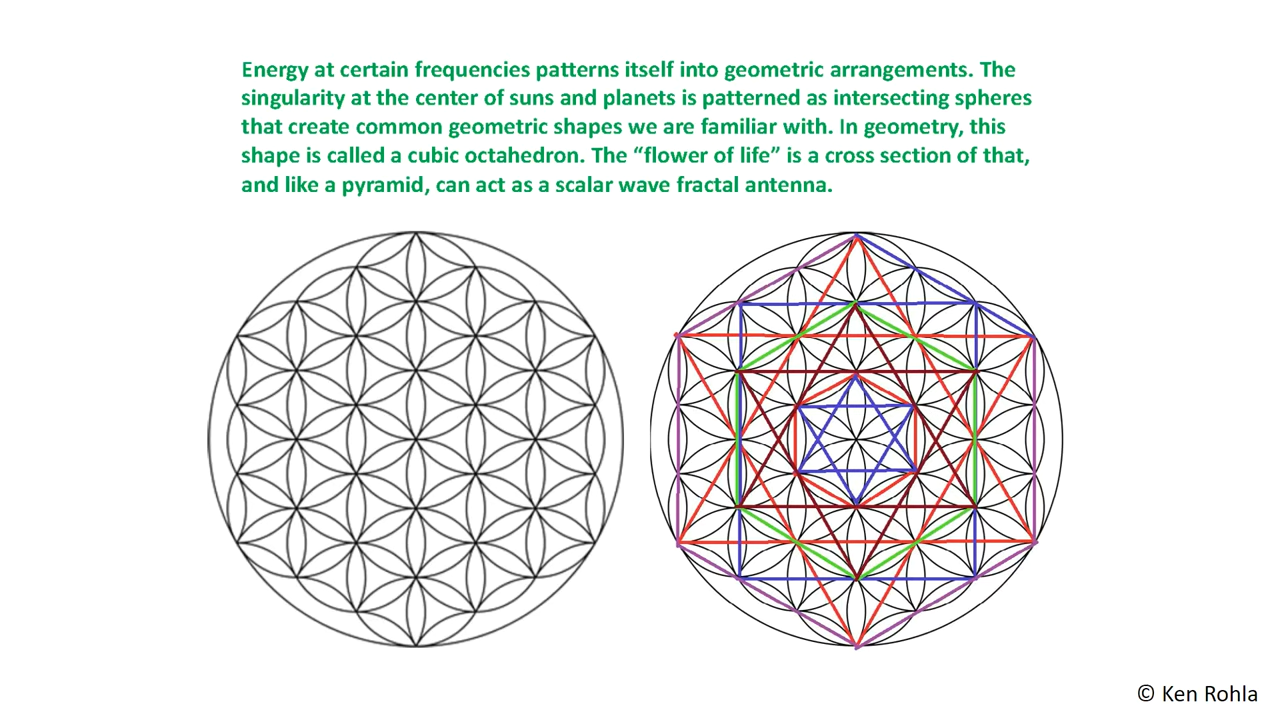 Energy at certain frequencies patterns itself into geometric arrangements. The
singularity at the center of suns and planets is patterned as intersecting spheres
that create common geometric shapes we are familiar with. In geometry, this
shape is called a cubic octahedron. The “flower of life” is a cross section of that,
and like a pyramid, can act as a scalar wave fractal antenna.
© Ken Rohla